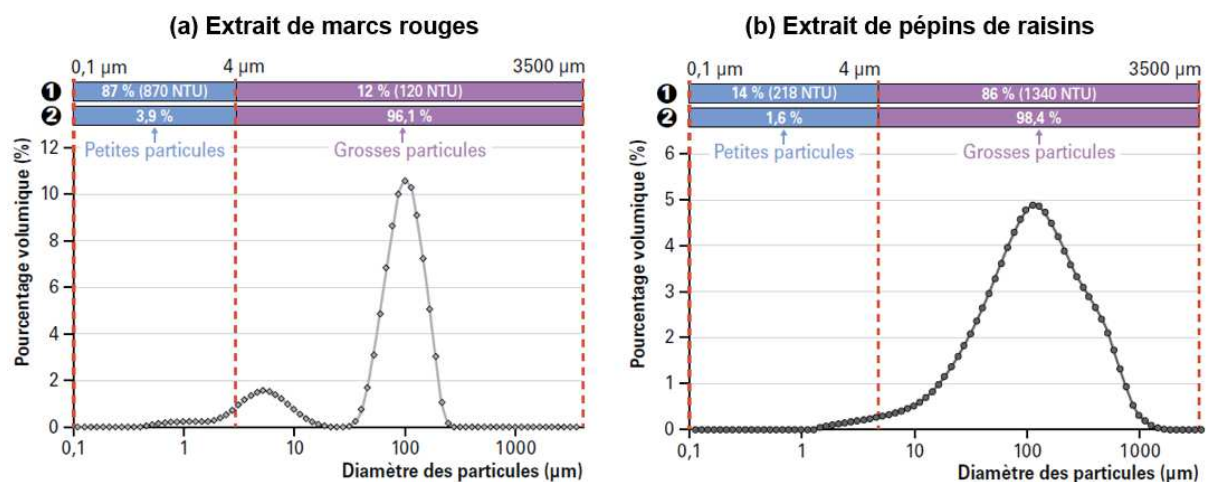 (a) Extrait de marcs rouges
0,1 µm 4 µm 3500 µm
❶ 87 % (870 NTU) 12 % (120 NTU)
❷ 3,9 % 96,1 %
Petites particules Grosses particules
Pourcentage volumique (%)
12
10
8
6
4
2
0
0,1 1 10 100 1000
Diamètre des particules (µm)
(b) Extrait de pépins de raisins
0,1 µm 4 µm 3500 µm
❶ 14 % (218 NTU) 86 % (1340 NTU)
❷ 1,6 % 98,4 %
Petites particules Grosses particules
Pourcentage volumique (%)
6
5
4
3
2
1
0
0,1 1 10 100 1000
Diamètre des particules (µm)